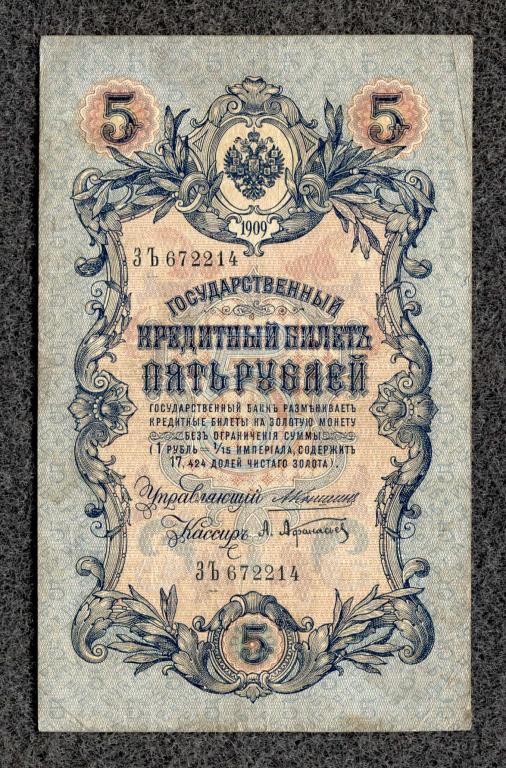 5 5
1909
ЗЪ 672214
ГОСУДАРСТВЕННЫЙ
КРЕДИТНЫЙ БИЛЕТЪ
ПЯТЬ РУБЛЕЙ
ГОСУДАРСТВЕННЫЙ БАНКЪ РАЗМѢНИВАЕТЪ
КРЕДИТНЫЕ БИЛЕТЫ НА ЗОЛОТУЮ МОНЕТУ
БЕЗЪ ОГРАНИЧЕНІЯ СУММЫ
(1 РУБЛЬ — 1/15 ИМПЕРІАЛА, СОДЕРЖИТЪ
17,424 ДОЛЕЙ ЧИСТАГО ЗОЛОТА).
Управляющій
Кассиръ А. Афанасьев
ЗЪ 672214
5